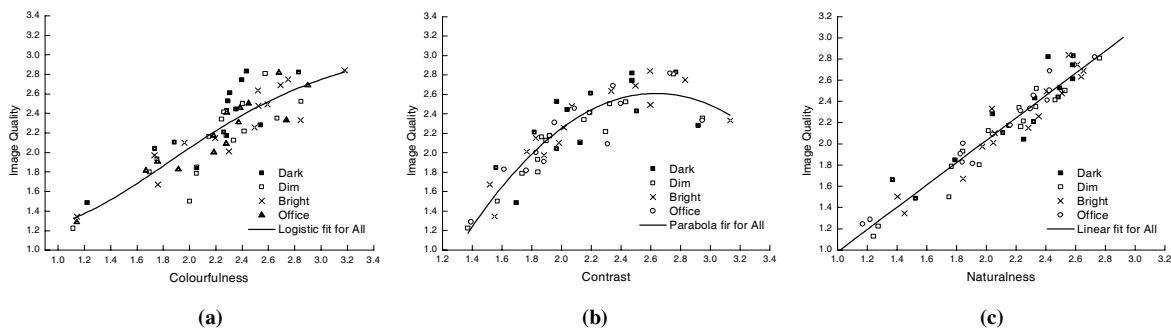 3.4
3.2
3.0
2.8
2.6
2.4
2.2
2.0
1.8
1.6
1.4
1.2
1.0
Image Quality
Dark
Dim
Bright
Office
Logistic fit for All
1.0 1.2 1.4 1.6 1.8 2.0 2.2 2.4 2.6 2.8 3.0 3.2 3.4
Colourfulness
(a)
3.4
3.2
3.0
2.8
2.6
2.4
2.2
2.0
1.8
1.6
1.4
1.2
1.0
Image Quality
Dark
Dim
Bright
Office
Parabola fir for All
1.2 1.4 1.6 1.8 2.0 2.2 2.4 2.6 2.8 3.0 3.2 3.4
Contrast
(b)
3.2
3.0
2.8
2.6
2.4
2.2
2.0
1.8
1.6
1.4
1.2
1.0
Image Quality
Dark
Dim
Bright
Office
Linear fit for All
1.0 1.2 1.4 1.6 1.8 2.0 2.2 2.4 2.6 2.8 3.0 3.2
Naturalness
(c)